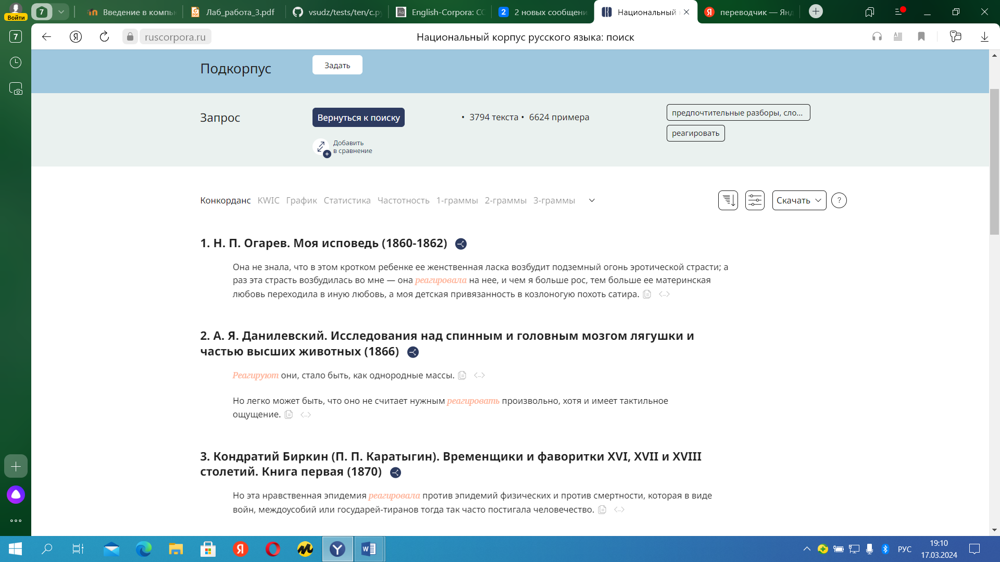 Войти
7
Введение в компь
Лаб_работа_3.pdf
vsudz/tests/ten/c.py
English-Corpora: CO
2 новых сообщени
Национальный
переводчик — Янд
7
ruscorpora.ru
Национальный корпус русского языка: поиск
Подкорпус
Задать
Запрос
Вернуться к поиску
• 3794 текста • 6624 примера
предпочтительные разборы, сло...
реагировать
Добавить
в сравнение
Конкорданс KWIC График Статистика Частотность 1-граммы 2-граммы 3-граммы
Скачать
?
1. Н. П. Огарев. Моя исповедь (1860-1862)
Она не знала, что в этом кротком ребенке ее женственная ласка возбудит подземный огонь эротической страсти; а
раз эта страсть возбудилась во мне — она реагировала на нее, и чем я больше рос, тем больше ее материнская
любовь переходила в иную любовь, а моя детская привязанность в козлоногую похоть сатира.
2. А. Я. Данилевский. Исследования над спинным и головным мозгом лягушки и
частью высших животных (1866)
Реагируют они, стало быть, как однородные массы.
Но легко может быть, что оно не считает нужным реагировать произвольно, хотя и имеет тактильное
ощущение.
3. Кондратий Биркин (П. П. Каратыгин). Временщики и фаворитки XVI, XVII и XVIII
столетий. Книга первая (1870)
Но эта нравственная эпидемия реагировала против эпидемий физических и против смертности, которая в виде
войн, междоусобий или государей-тиранов тогда так часто постигала человечество.
РУС
19:10
17.03.2024